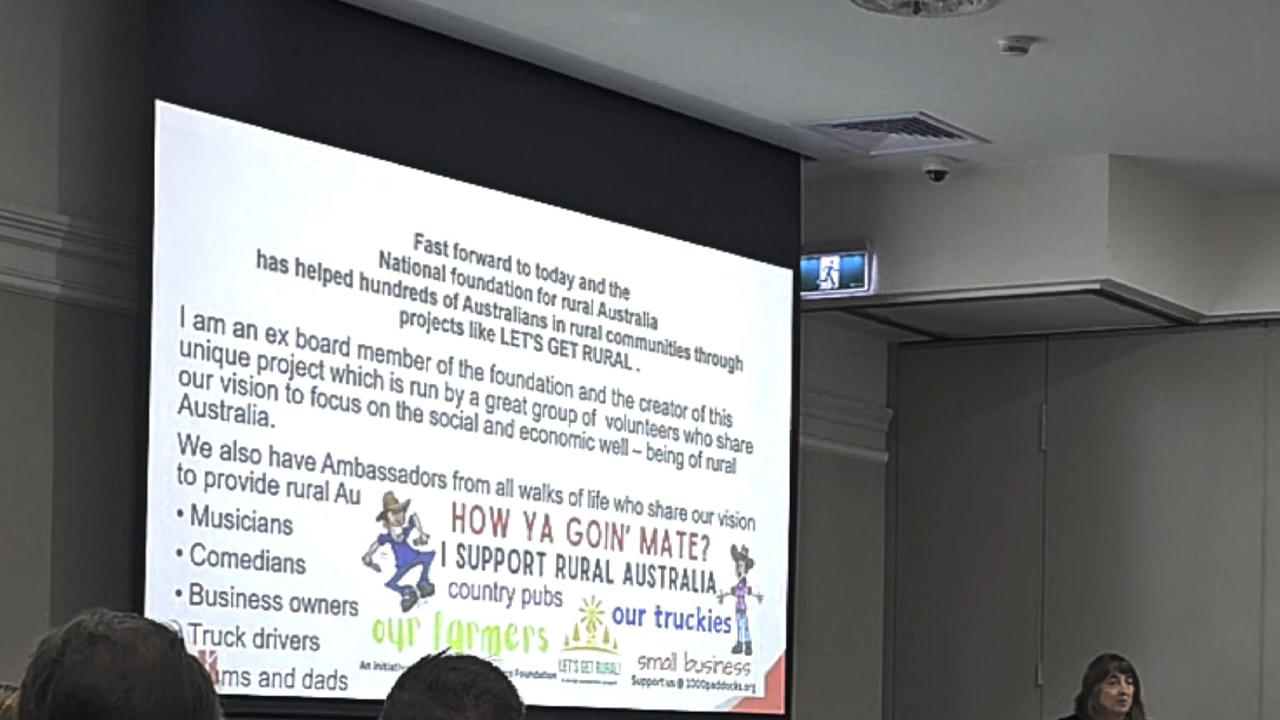 Fast forward to today and the
National foundation for rural Australia
has helped hundreds of Australians in rural communities through
projects like LET'S GET RURAL .
I am an ex board member of the foundation and the creator of this
unique project which is run by a great group of volunteers who share
our vision to focus on the social and economic well – being of rural
Australia.
We also have Ambassadors from all walks of life who share our vision
to provide rural Au
• Musicians
• Comedians
• Business owners
Truck drivers
ms and dads
HOW YA GOIN' MATE?
I SUPPORT RURAL AUSTRALIA
country pubs
our truckies
our farmers
LET'S GET RURAL!
small business
An initiativ
Foundation
Support us @ 1000paddocks.org